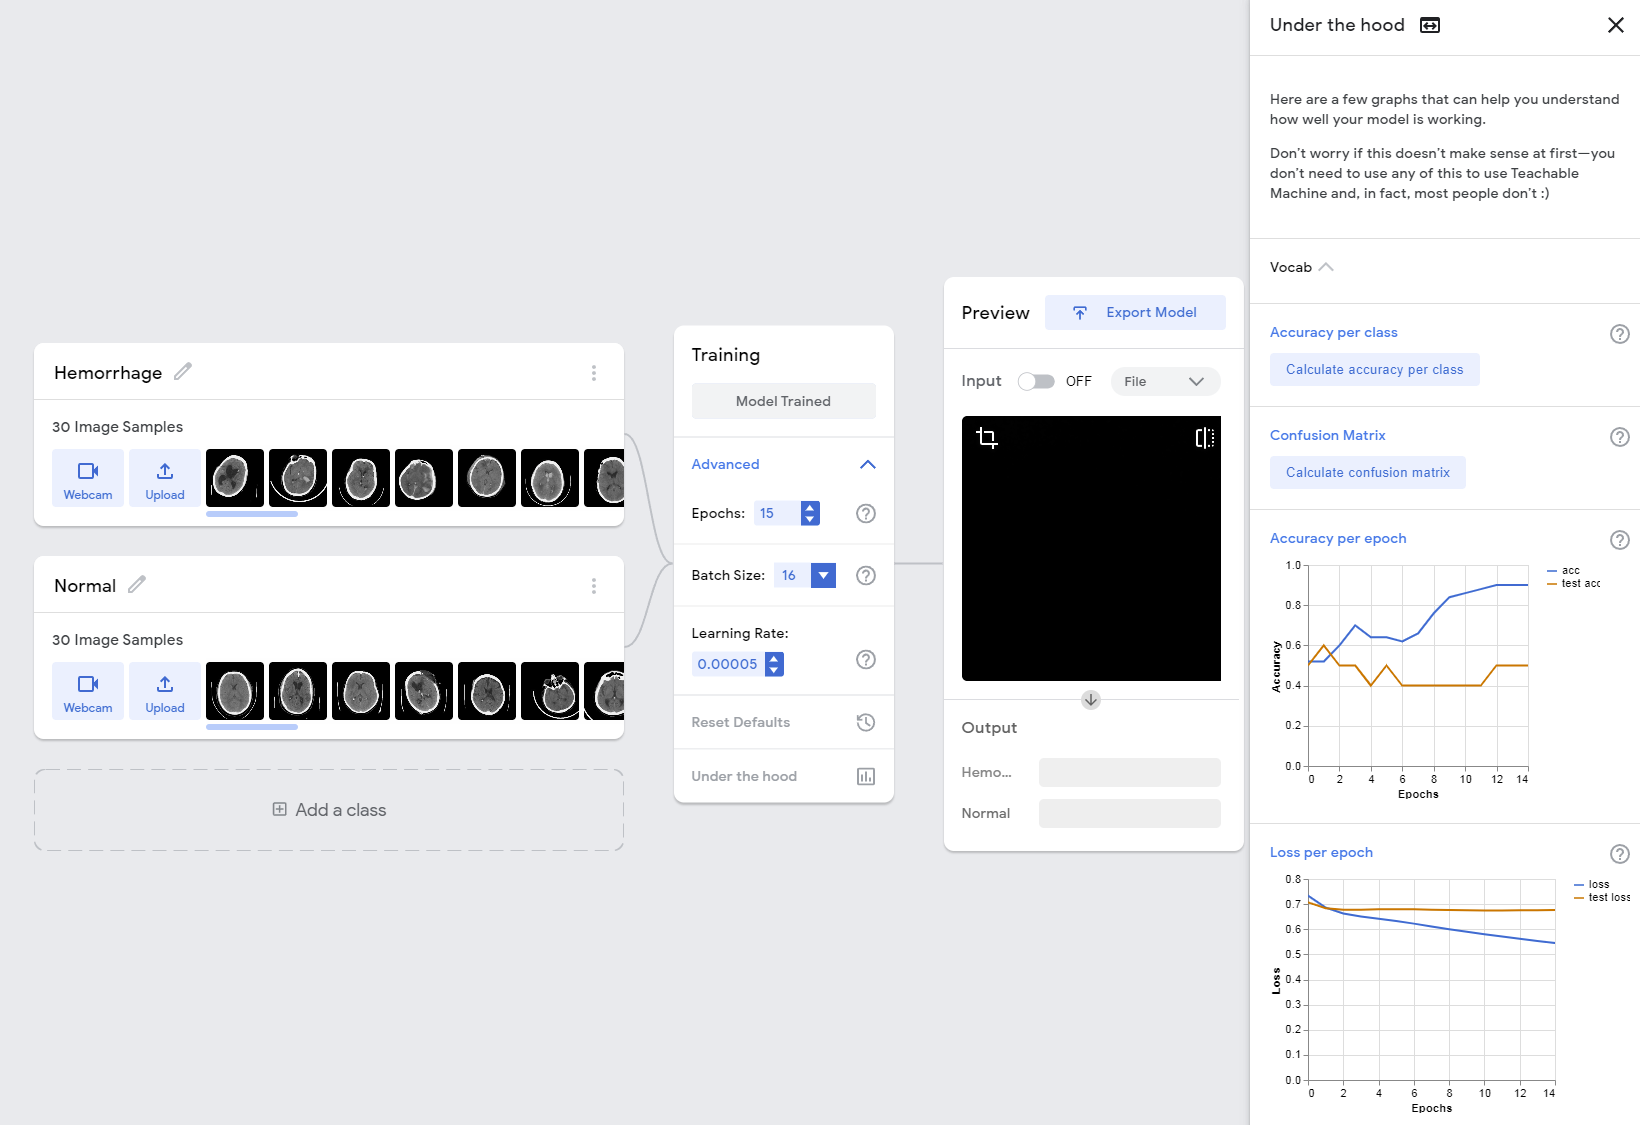 Hemorrhage
30 Image Samples
Webcam
Upload
Normal
30 Image Samples
Webcam
Upload
Add a class
Training
Model Trained
Advanced
Epochs: 15
Batch Size: 16
Learning Rate:
0.00005
Reset Defaults
Under the hood
Preview
Export Model
Input OFF File
Output
Hemo...
Normal
Under the hood
Here are a few graphs that can help you understand
how well your model is working.
Don't worry if this doesn't make sense at first—you
don't need to use any of this to use Teachable
Machine and, in fact, most people don't :)
Vocab
Accuracy per class
Calculate accuracy per class
Confusion Matrix
Calculate confusion matrix
Accuracy per epoch
1.0
0.8
0.6
0.4
0.2
0.0
Accuracy
0 2 4 6 8 10 12 14
Epochs
acc
test acc
Loss per epoch
0.8
0.7
0.6
0.5
0.4
0.3
0.2
0.1
0.0
Loss
0 2 4 6 8 10 12 14
Epochs
loss
test loss